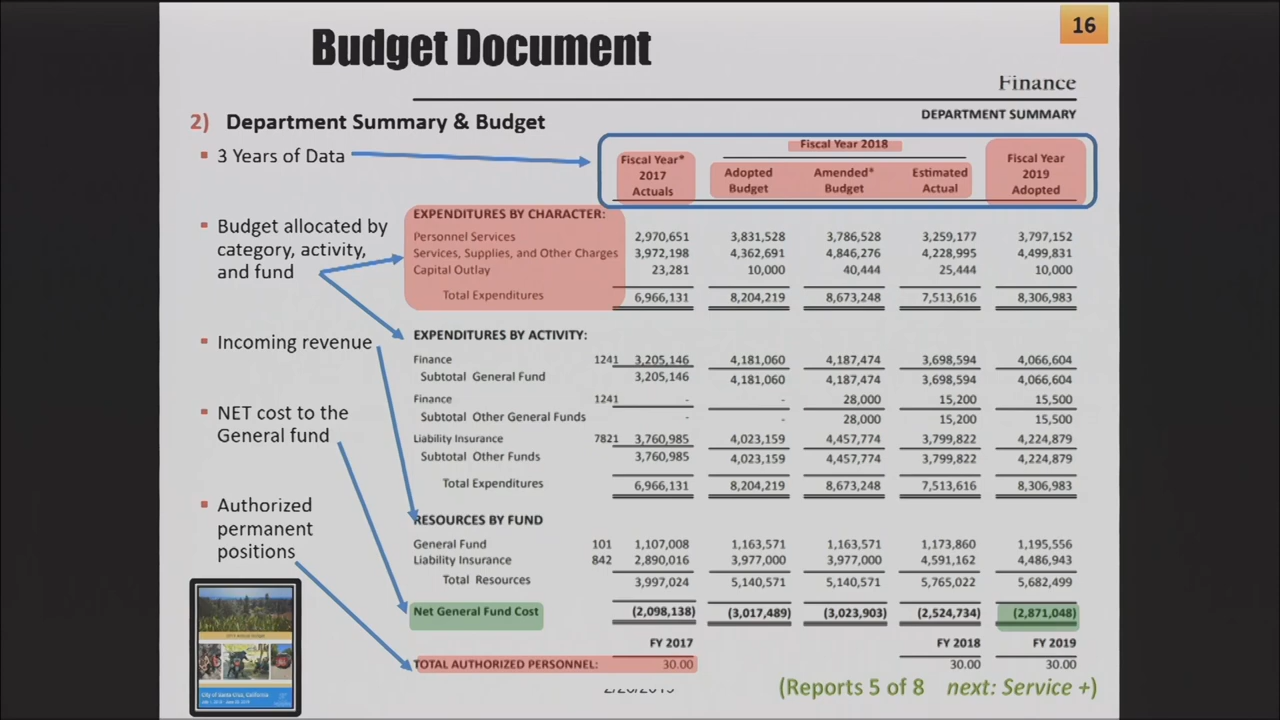 Budget Document
16
Finance
DEPARTMENT SUMMARY
2) Department Summary & Budget
3 Years of Data
Budget allocated by
category, activity,
and fund
Incoming revenue
NET cost to the
General fund
Authorized
permanent
positions
Fiscal Year 2018
Fiscal Year* 2017 Actuals
Adopted Budget
Amended* Budget
Estimated Actual
Fiscal Year 2019 Adopted
EXPENDITURES BY CHARACTER:
Personnel Services 2,970,651 3,831,528 3,786,528 3,259,177 3,797,152
Services, Supplies, and Other Charges 3,972,198 4,362,691 4,846,276 4,228,995 4,499,831
Capital Outlay 23,281 10,000 40,444 25,444 10,000
Total Expenditures 6,966,131 8,204,219 8,673,248 7,513,616 8,306,983
EXPENDITURES BY ACTIVITY:
Finance 1241 3,205,146 4,181,060 4,187,474 3,698,594 4,066,604
Subtotal General Fund 3,205,146 4,181,060 4,187,474 3,698,594 4,066,604
Finance 1241 - - 28,000 15,200 15,500
Subtotal Other General Funds - - 28,000 15,200 15,500
Liability Insurance 7821 3,760,985 4,023,159 4,457,774 3,799,822 4,224,879
Subtotal Other Funds 3,760,985 4,023,159 4,457,774 3,799,822 4,224,879
Total Expenditures 6,966,131 8,204,219 8,673,248 7,513,616 8,306,983
RESOURCES BY FUND
General Fund 101 1,107,008 1,163,571 1,163,571 1,173,860 1,195,556
Liability Insurance 842 2,890,016 3,977,000 3,977,000 4,591,162 4,486,943
Total Resources 3,997,024 5,140,571 5,140,571 5,765,022 5,682,499
Net General Fund Cost (2,098,138) (3,017,489) (3,023,903) (2,524,734) (2,871,048)
FY 2017 FY 2018 FY 2019
TOTAL AUTHORIZED PERSONNEL: 30.00 30.00 30.00
City of Santa Cruz, California
(Reports 5 of 8 next: Service +)